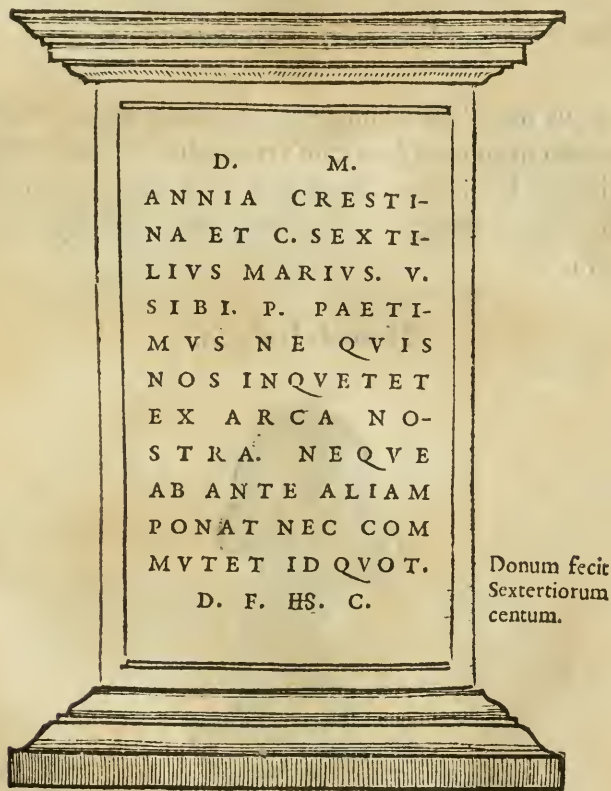 D. M.
ANNIA CRESTI-
NA ET C. SEXTI-
LIVS MARIVS. V.
SIBI. P. PAETI-
MVS NE QVIS
NOS INQVETET
EX ARCA NO-
STRA. NEQVE
AB ANTE ALIAM
PONAT NEC COM
MVTET ID QVOT.
D. F. HS. C.
Donum fecit
Sextertiorum
centum.